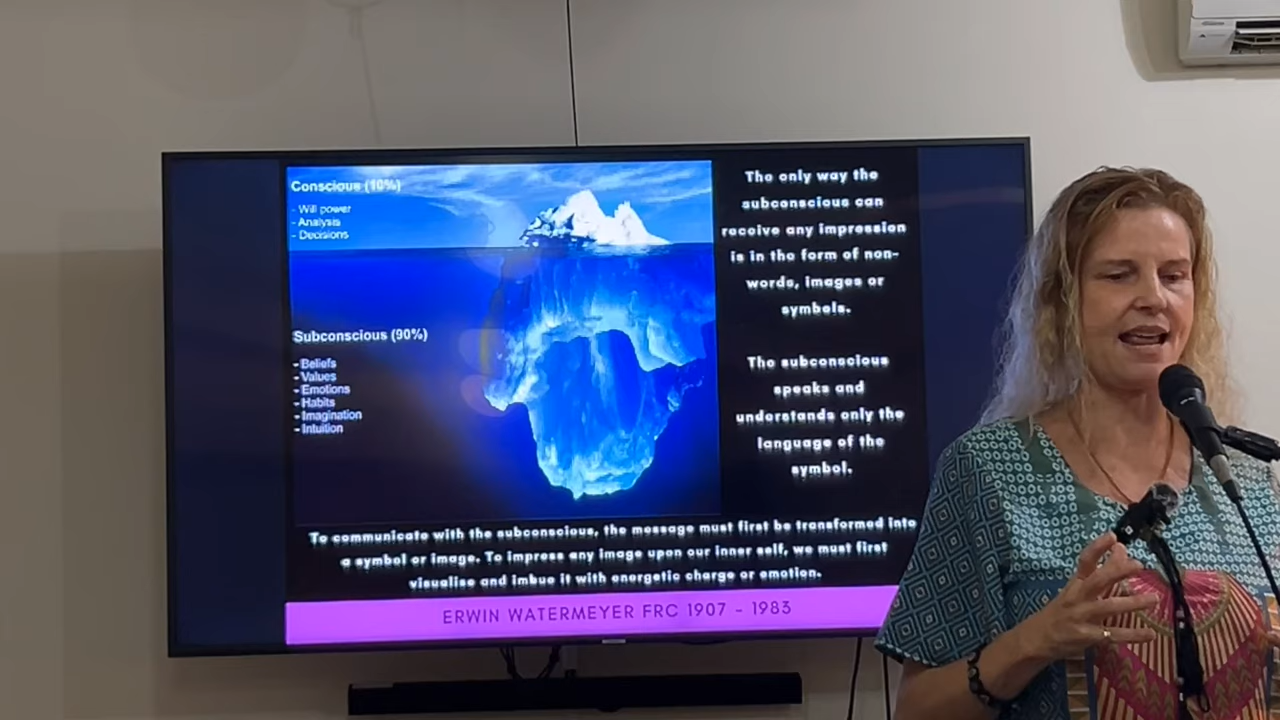 Conscious (10%)
- Will power
- Analysis
- Decisions
Subconscious (90%)
- Beliefs
- Values
- Emotions
- Habits
- Imagination
- Intuition
The only way the
subconscious can
receive any impression
is in the form of non-
words, images or
symbols.
The subconscious
speaks and
understands only the
language of the
symbol.
To communicate with the subconscious, the message must first be transformed into
a symbol or image. To impress any image upon our inner self, we must first
visualise and imbue it with energetic charge or emotion.
ERWIN WATERMEYER FRC 1907 - 1983